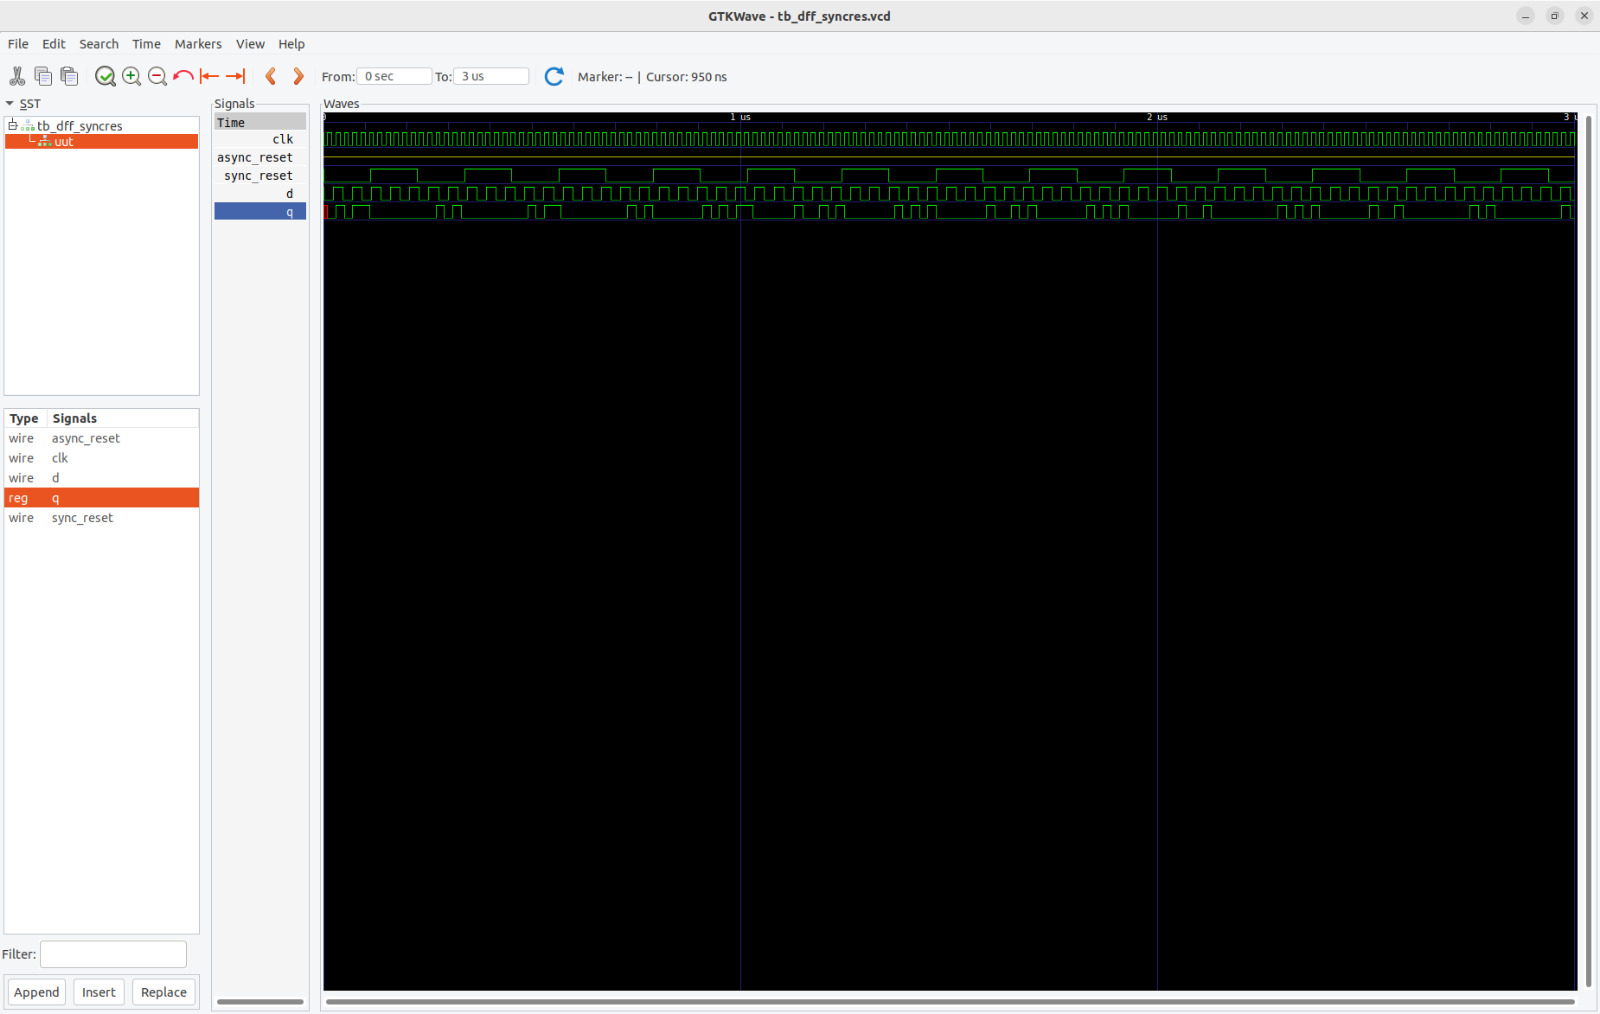 GTKWave - tb_dff_syncres.vcd
File Edit Search Time Markers View Help
From: 0 sec To: 3 us Marker: -- | Cursor: 950 ns
SST
tb_dff_syncres
uut
Type Signals
wire async_reset
wire clk
wire d
reg q
wire sync_reset
Filter:
Append Insert Replace
Signals
Time
clk
async_reset
sync_reset
d
q
Waves
0 1 us 2 us 3 u